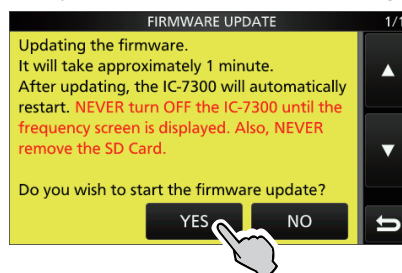 FIRMWARE UPDATE
Updating the firmware.
It will take approximately 1 minute.
After updating, the IC-7300 will automatically
restart. NEVER turn OFF the IC-7300 until the
frequency screen is displayed. Also, NEVER
remove the SD Card.
Do you wish to start the firmware update?
YES NO